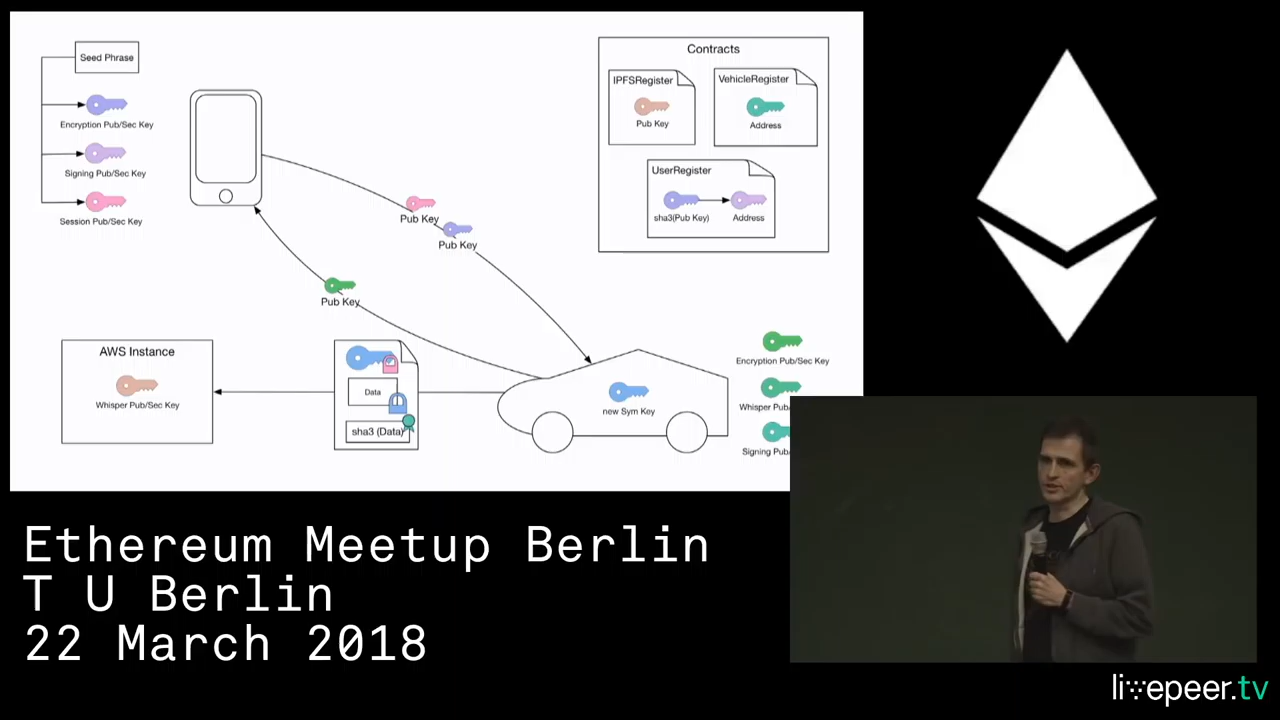 Seed Phrase
Encryption Pub/Sec Key
Signing Pub/Sec Key
Session Pub/Sec Key
Pub Key
Pub Key
Pub Key
Contracts
IPFSRegister
Pub Key
VehicleRegister
Address
UserRegister
sha3(Pub Key)
Address
AWS Instance
Whisper Pub/Sec Key
Data
sha3 (Data)
new Sym Key
Encryption Pub/Sec Key
Whisper Pub/
Signing Pub/
Ethereum Meetup Berlin
T U Berlin
22 March 2018
livepeer.tv